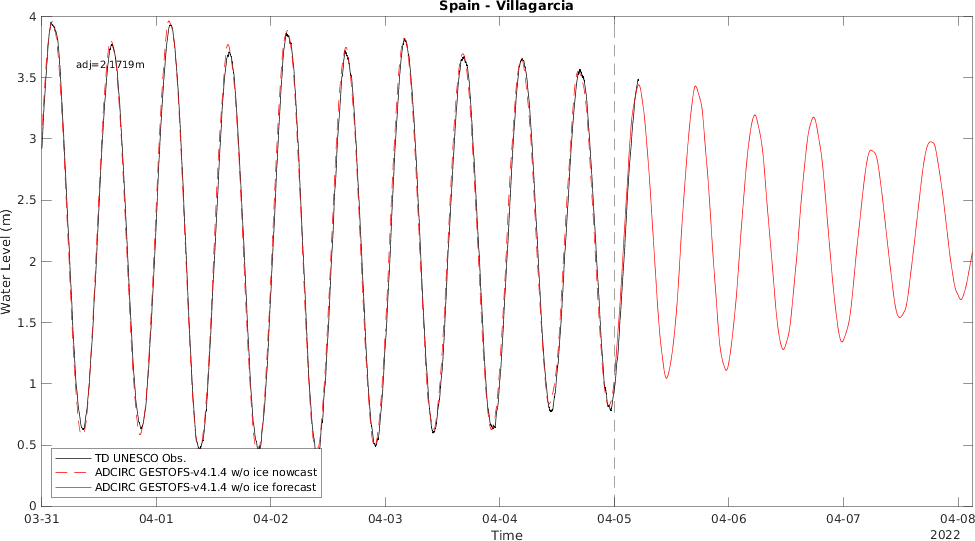 Spain - Villagarcia
adj=2.1719m
4
3.5
3
2.5
2
1.5
1
0.5
0
Water Level (m)
TD UNESCO Obs.
ADCIRC GESTOFS-v4.1.4 w/o ice nowcast
ADCIRC GESTOFS-v4.1.4 w/o ice forecast
03-31 04-01 04-02 04-03 04-04 04-05 04-06 04-07 04-08
Time
2022